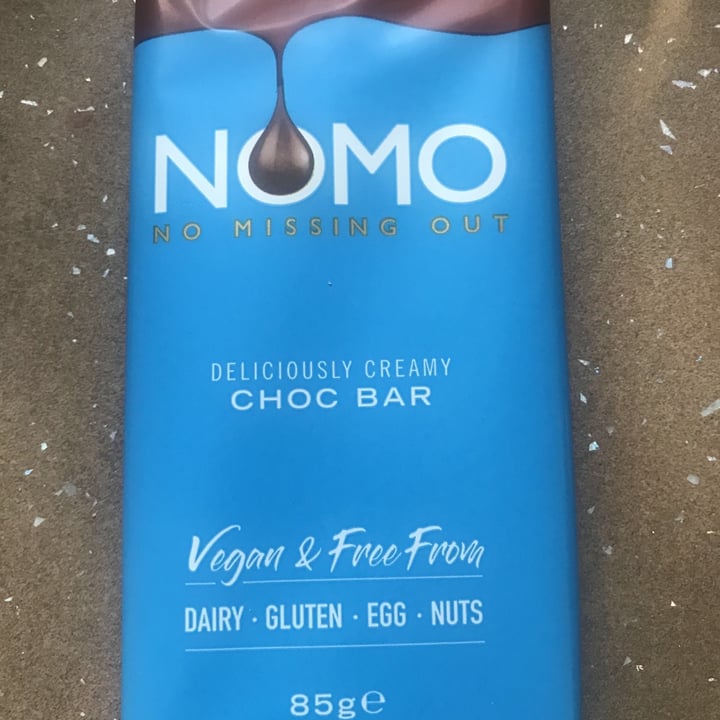 NOMO
NO MISSING OUT
DELICIOUSLY CREAMY
CHOC BAR
Vegan & Free From
DAIRY · GLUTEN · EGG · NUTS
85g℮